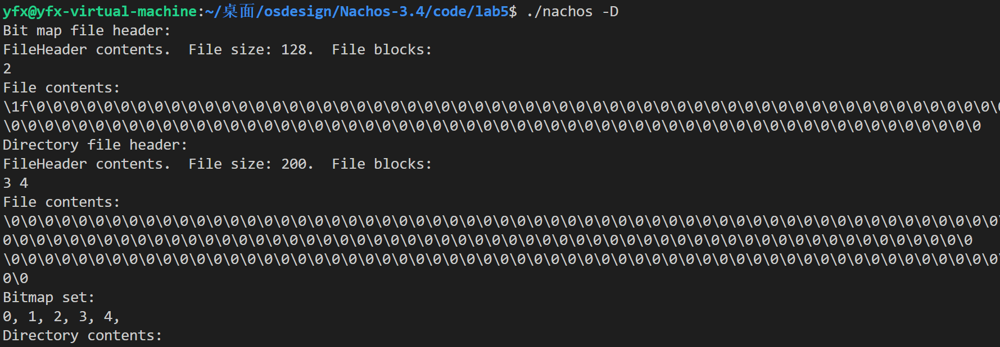 yfx@yfx-virtual-machine:~/桌面/osdesign/Nachos-3.4/code/lab5$ ./nachos -D
Bit map file header:
FileHeader contents.  File size: 128.  File blocks:
2
File contents:
\1f\0\0\0\0\0\0\0\0\0\0\0\0\0\0\0\0\0\0\0\0\0\0\0\0\0\0\0\0\0\0\0\0\0\0\0\0\0\0\0\0\0\0\0\0\0\0\0\0\0\0\0\0\0\0\0\0\0\0
\0\0\0\0\0\0\0\0\0\0\0\0\0\0\0\0\0\0\0\0\0\0\0\0\0\0\0\0\0\0\0\0\0\0\0\0\0\0\0\0\0\0\0\0\0\0\0\0\0\0\0\0\0\0\0\0\0\0
Directory file header:
FileHeader contents.  File size: 200.  File blocks:
3 4
File contents:
\0\0\0\0\0\0\0\0\0\0\0\0\0\0\0\0\0\0\0\0\0\0\0\0\0\0\0\0\0\0\0\0\0\0\0\0\0\0\0\0\0\0\0\0\0\0\0\0\0\0\0\0\0\0\0\0\0\0\0\
0\0\0\0\0\0\0\0\0\0\0\0\0\0\0\0\0\0\0\0\0\0\0\0\0\0\0\0\0\0\0\0\0\0\0\0\0\0\0\0\0\0\0\0\0\0\0\0\0\0\0\0\0\0\0\0\0\0
\0\0\0\0\0\0\0\0\0\0\0\0\0\0\0\0\0\0\0\0\0\0\0\0\0\0\0\0\0\0\0\0\0\0\0\0\0\0\0\0\0\0\0\0\0\0\0\0\0\0\0\0\0\0\0\0\0\0\0\
0\0
Bitmap set:
0, 1, 2, 3, 4,
Directory contents: